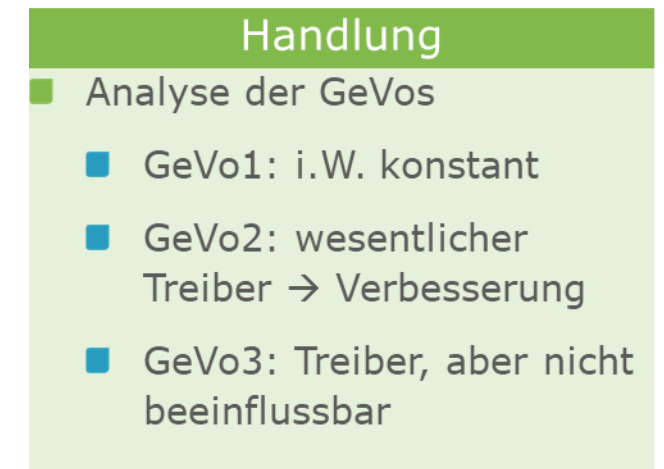 Handlung
Analyse der GeVos
GeVo1: i.W. konstant
GeVo2: wesentlicher
Treiber → Verbesserung
GeVo3: Treiber, aber nicht
beeinflussbar